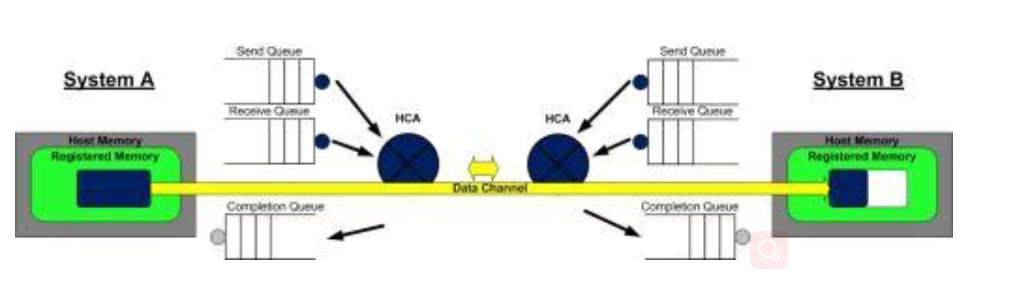 Send Queue
Send Queue
System A
System B
Receive Queue
Receive Queue
HCA
HCA
Host Memory
Host Memory
Registered Memory
Registered Memory
Data Channel
Completion Queue
Completion Queue